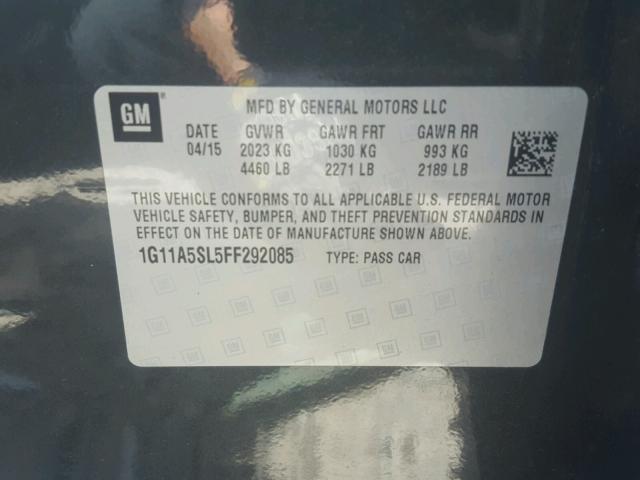 GM ® MFD BY GENERAL MOTORS LLC
DATE GVWR GAWR FRT GAWR RR
04/15 2023 KG 1030 KG 993 KG
4460 LB 2271 LB 2189 LB
THIS VEHICLE CONFORMS TO ALL APPLICABLE U.S. FEDERAL MOTOR
VEHICLE SAFETY, BUMPER, AND THEFT PREVENTION STANDARDS IN
EFFECT ON THE DATE OF MANUFACTURE SHOWN ABOVE.
1G11A5SL5FF292085 TYPE: PASS CAR